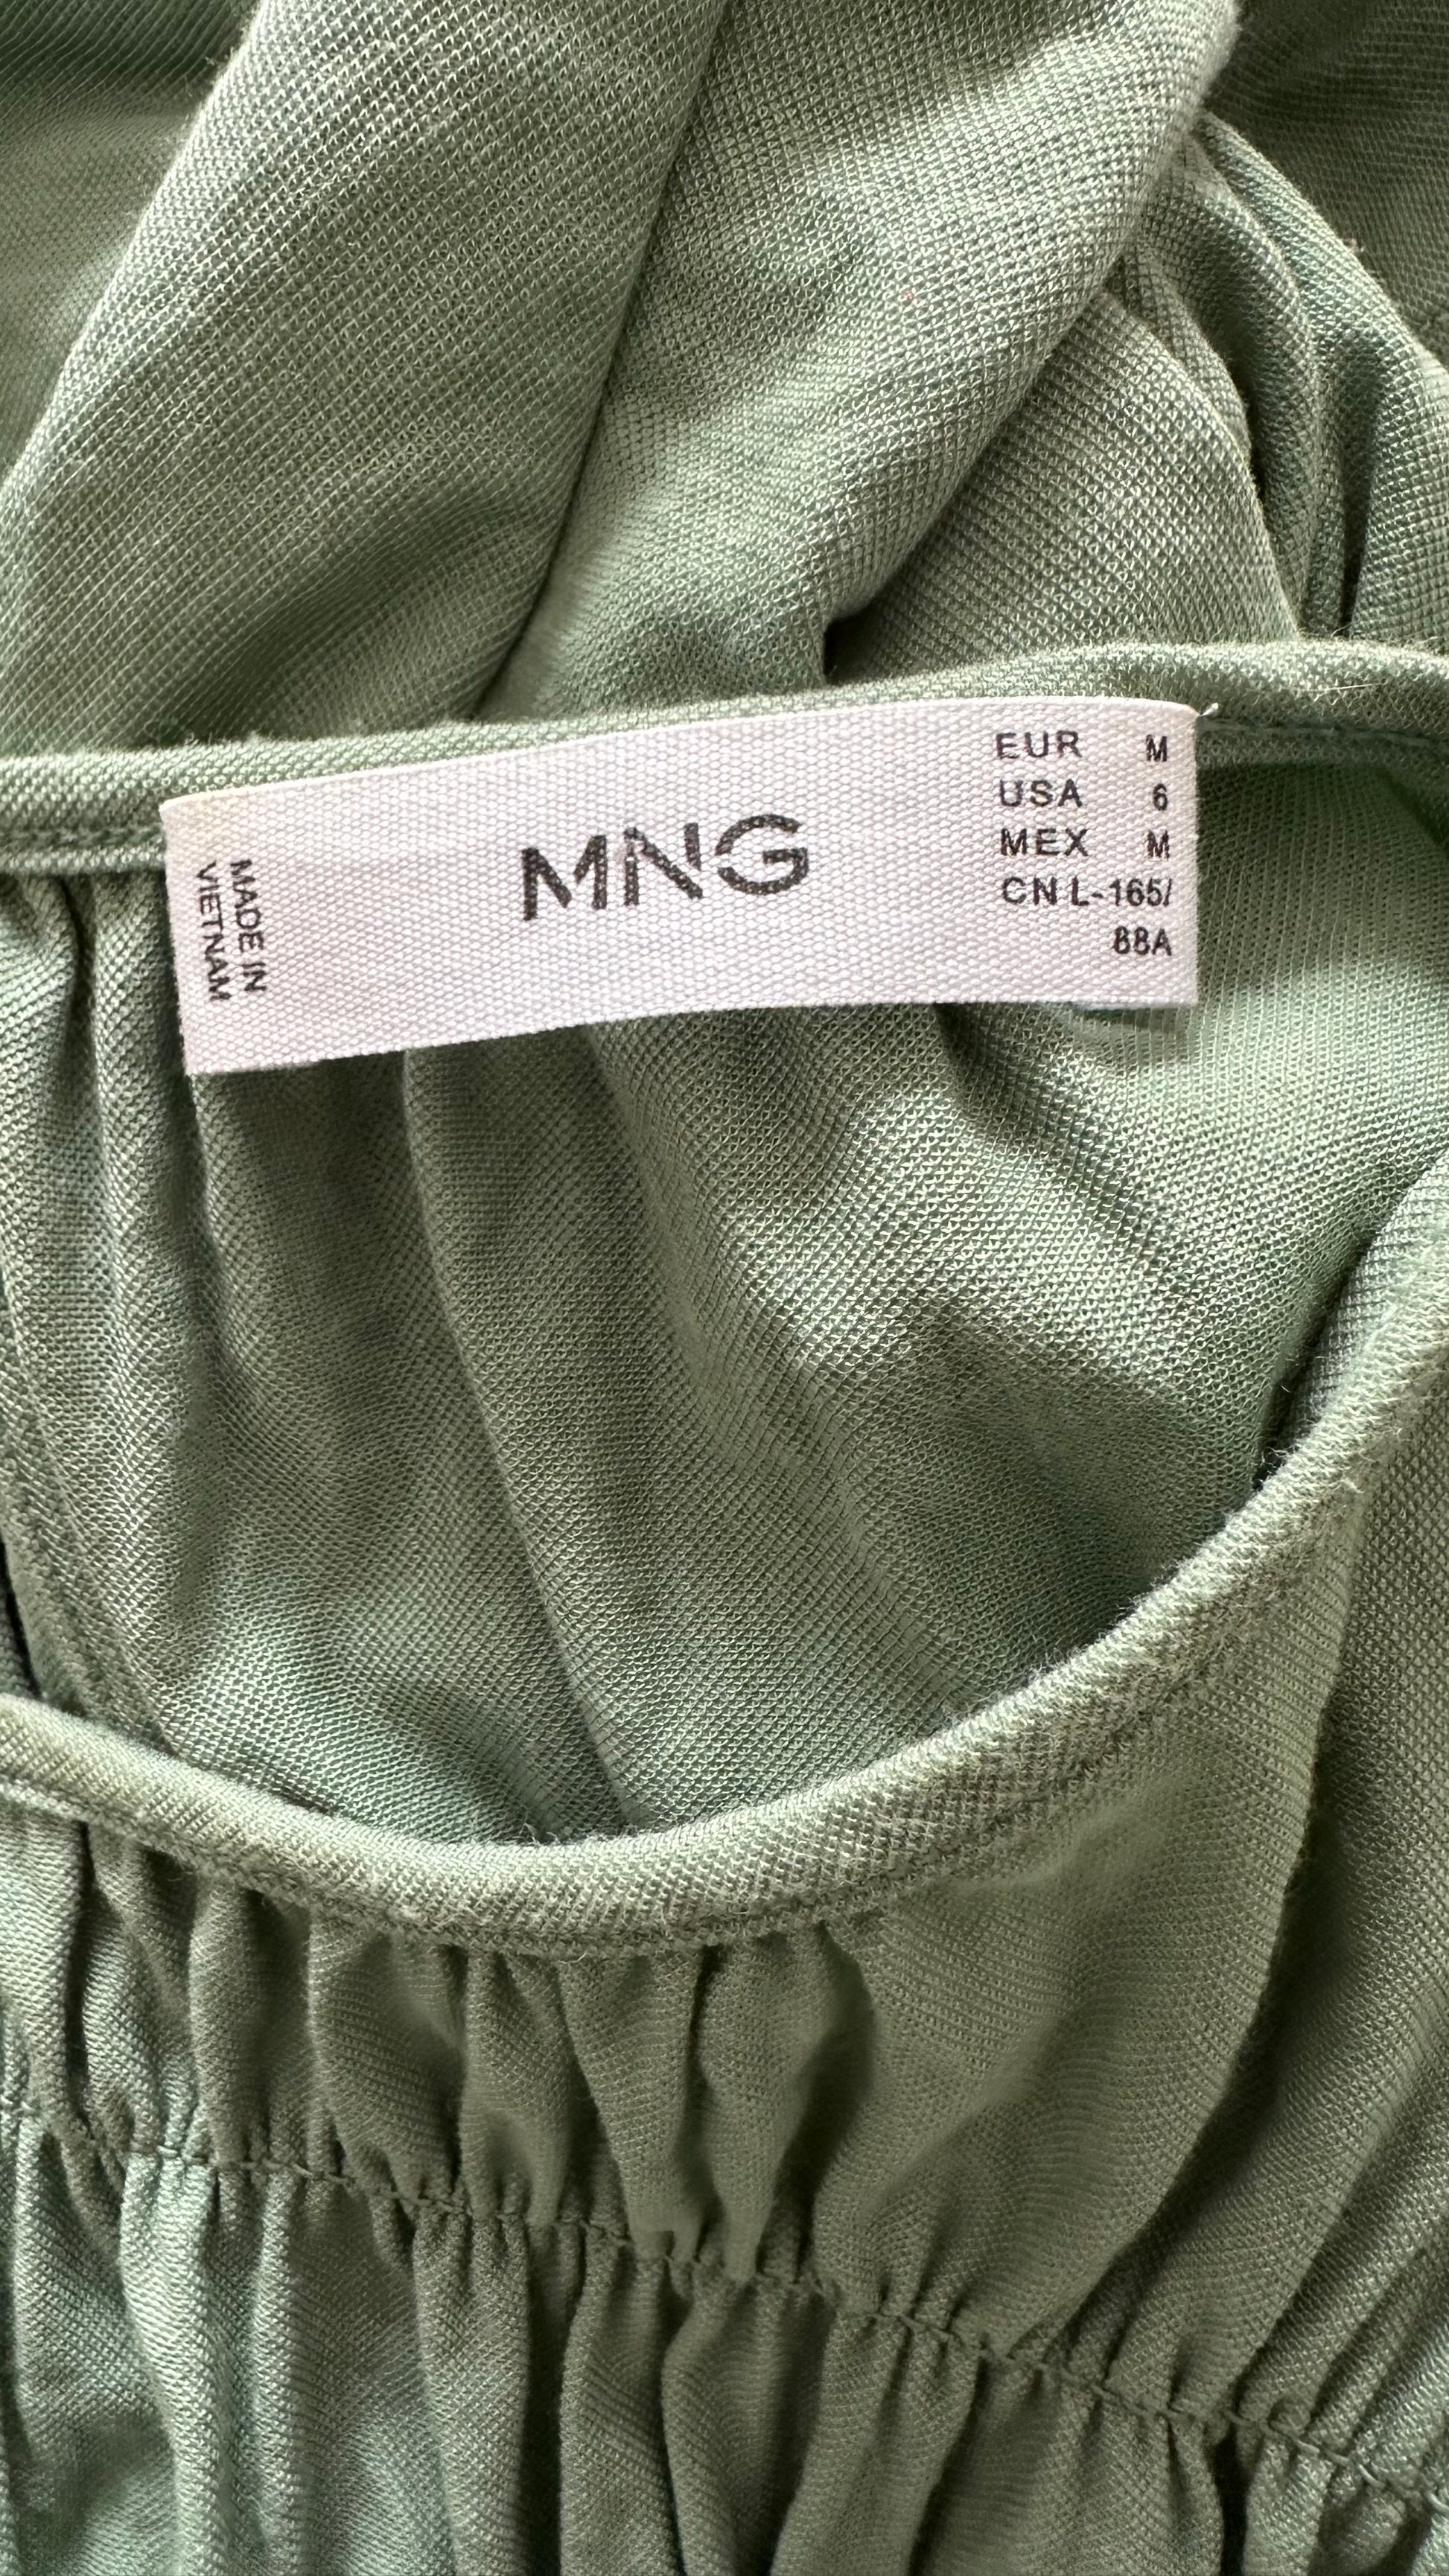 MADE IN
VIETNAM
MNG
EUR M
USA 6
MEX M
CN L-165/
88A